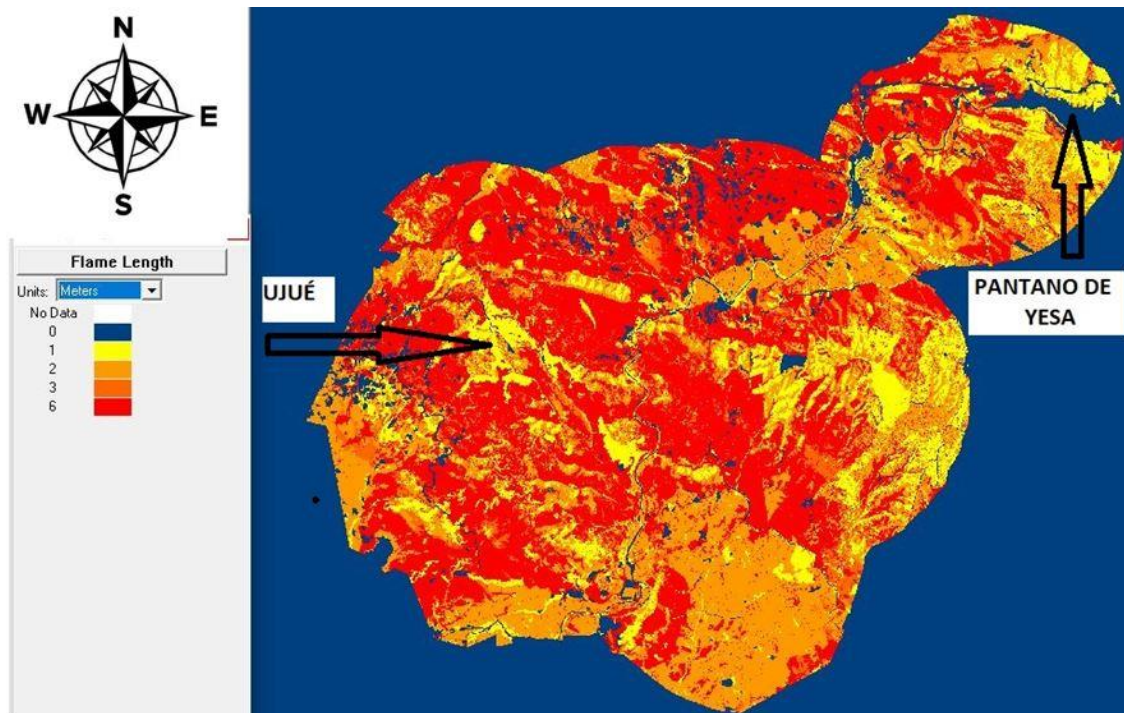 N
W
E
S
Flame Length
Units: Meters
No Data
0
1
2
3
6
UJUÉ
PANTANO DE
YESA